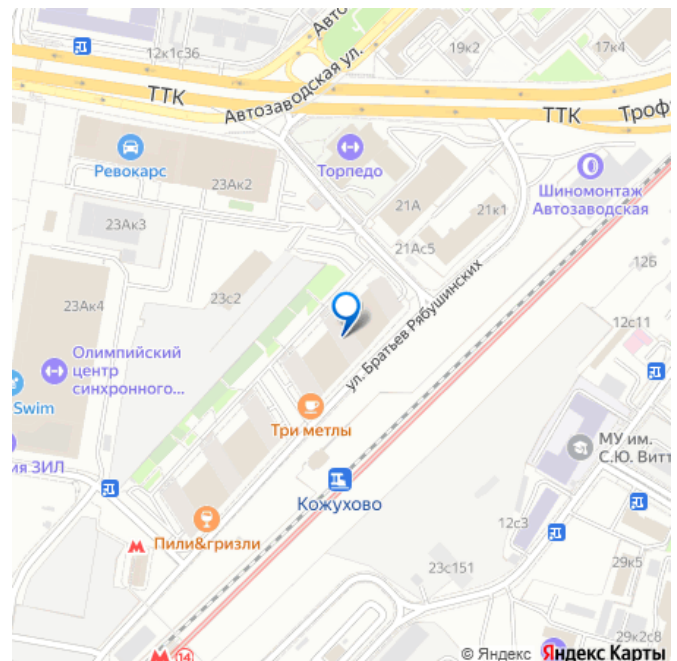 Авто
12к1с36
19к2
17к4
ТТК
Автозаводская ул.
ТТК
Троф
Ревокарс
Торпедо
23Ак2
Шиномонтаж
Автозаводская
21А
21к1
23Ак3
21Ас5
12Б
ул. Братьев Рябушинских
23с2
23Ак4
12с11
Олимпийский
центр
синхронного...
Swim
Три метлы
МУ им.
С.Ю. Витт
ия ЗИЛ
Кожухово
12с3
Пили&гризли
23с151
29к5
29к2с8
14
© Яндекс Яндекс Карты